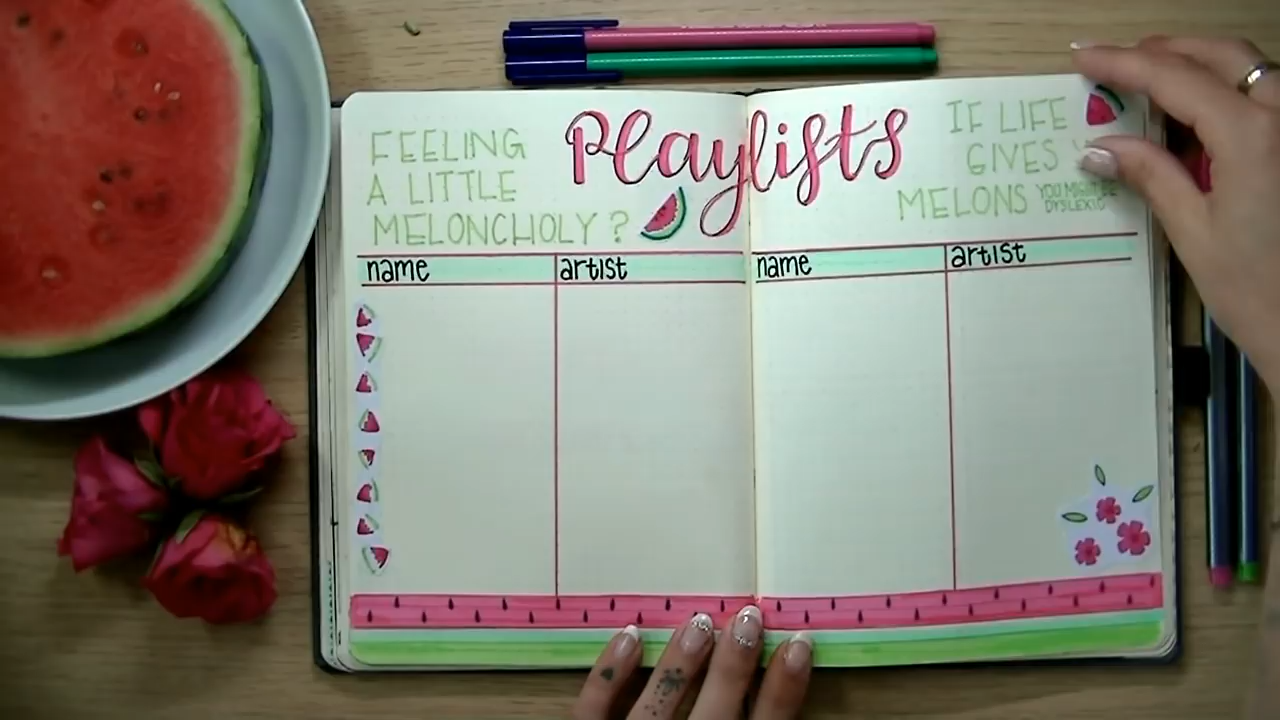 FEELING
A LITTLE
MELONCHOLY?
Playlists
IF LIFE
GIVES
MELONS YOU MIGHT BE
DYSLEXIC
name artist name artist